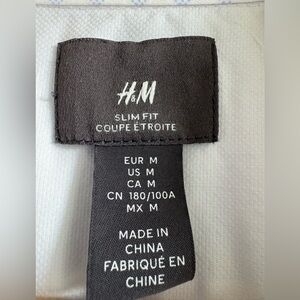 H&M
SLIM FIT
COUPE ÉTROITE
EUR M
US M
CA M
CN 180/100A
MX M
MADE IN
CHINA
FABRIQUÉ EN
CHINE